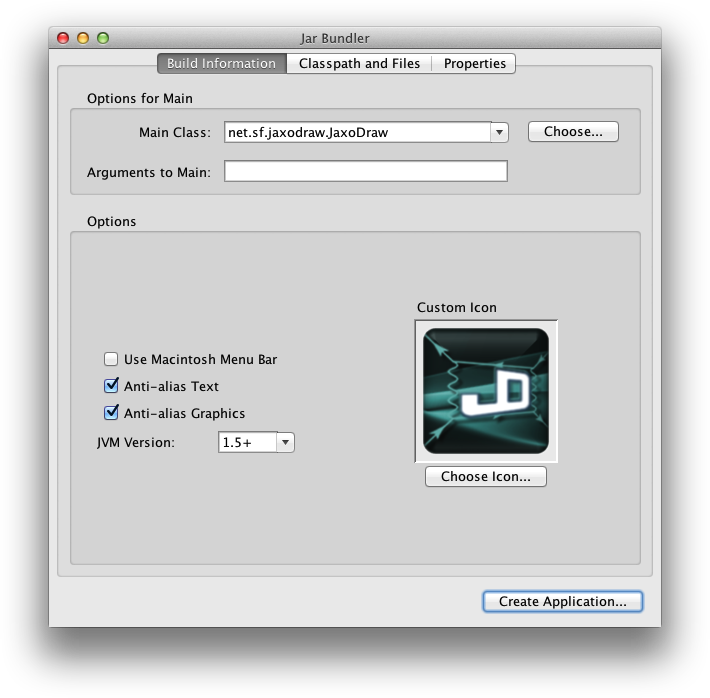 Jar Bundler
Build Information Classpath and Files Properties
Options for Main
Main Class: net.sf.jaxodraw.JaxoDraw Choose...
Arguments to Main:
Options
Custom Icon
JD
Use Macintosh Menu Bar
Anti-alias Text
Anti-alias Graphics
JVM Version: 1.5+
Choose Icon...
Create Application...